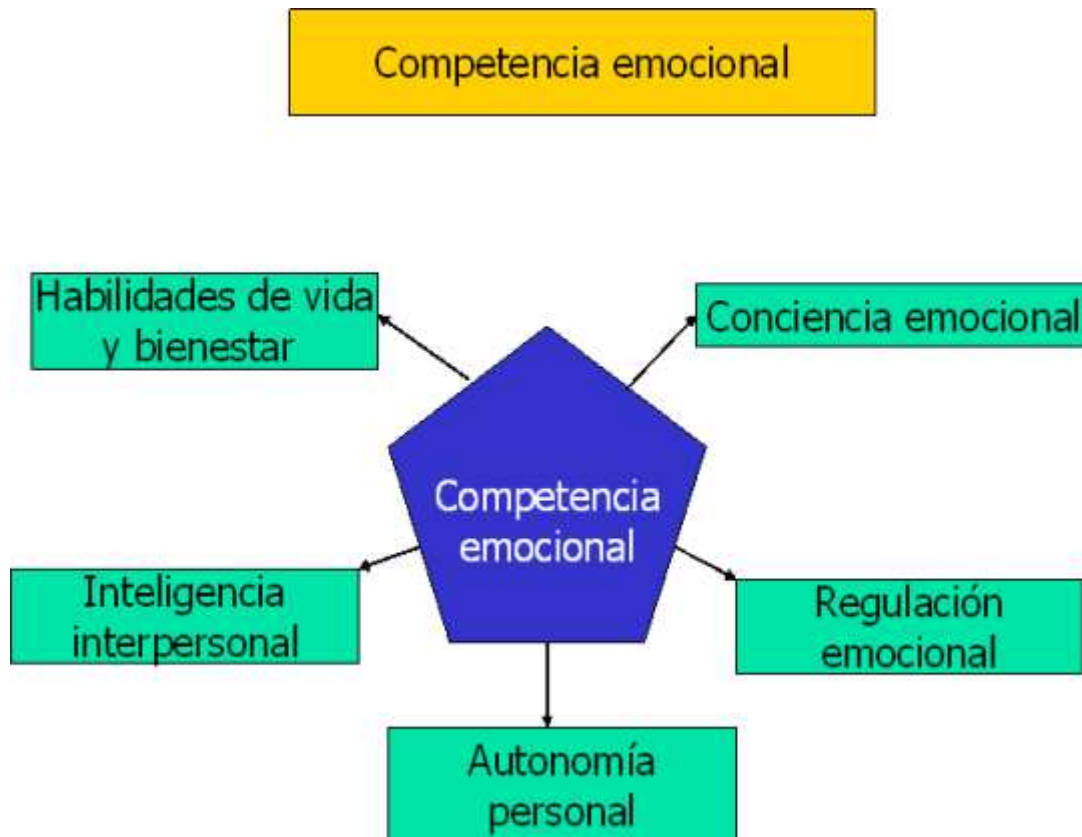 Competencia emocional
Habilidades de vida
y bienestar
Conciencia emocional
Competencia
emocional
Inteligencia
interpersonal
Regulación
emocional
Autonomía
personal